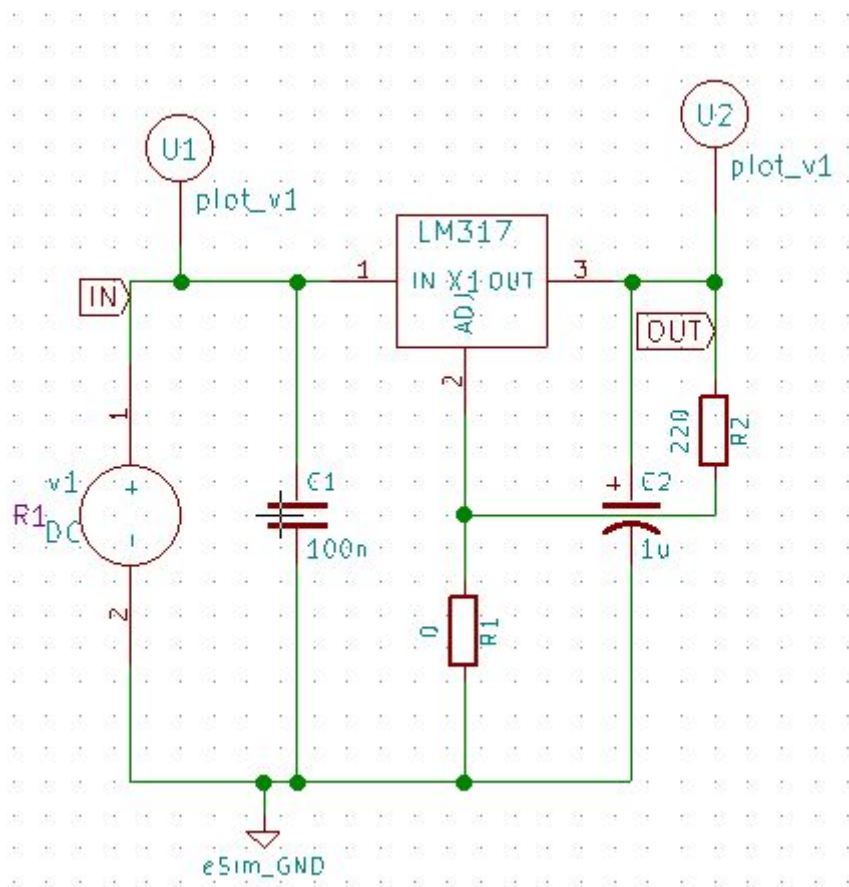 U1
plot_v1
U2
plot_v1
LM317
1
IN X1 OUT
3
ADJ
2
IN
OUT
1
v1
+
R1
DC
-
2
C1
100n
+ C2
1u
220
R2
0
R1
eSim_GND